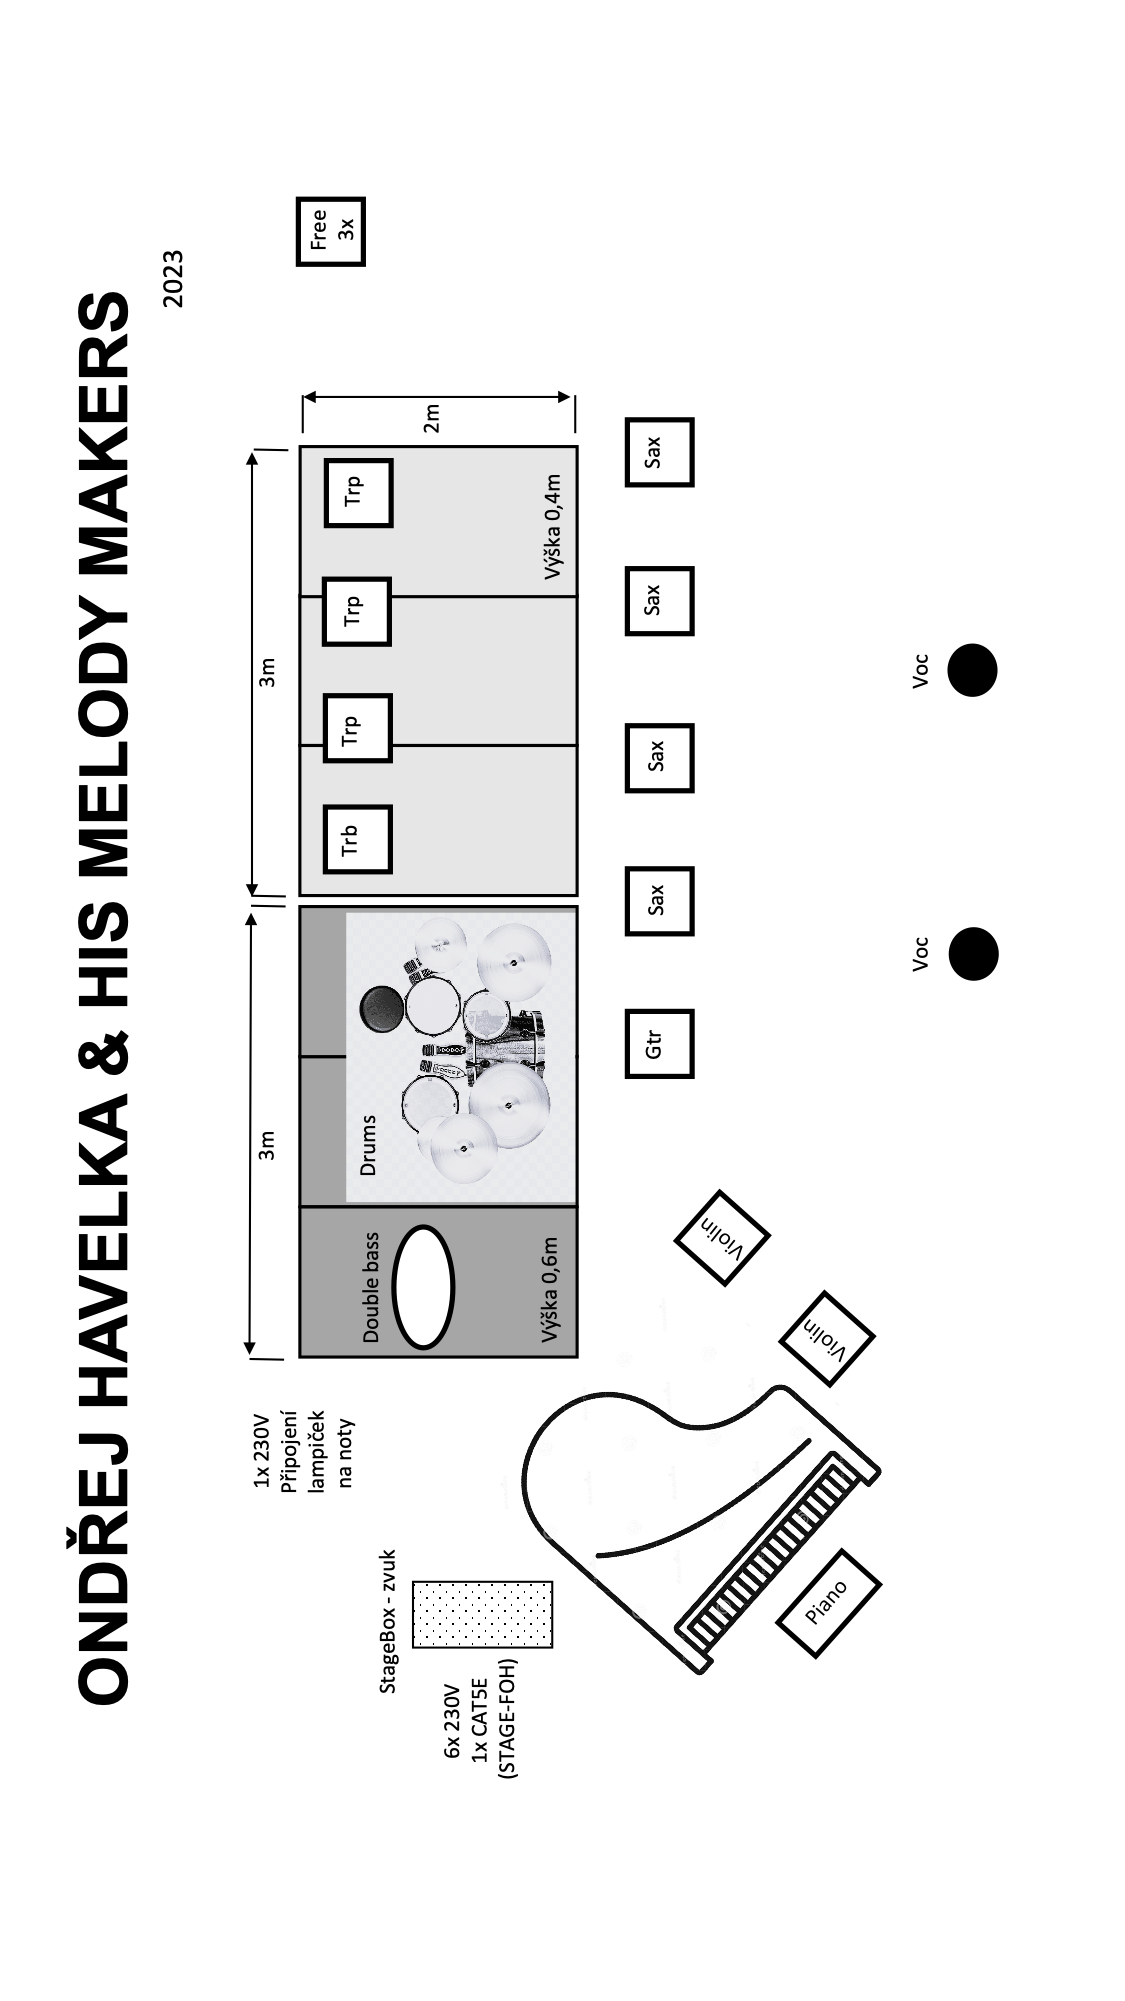 ONDŘEJ HAVELKA & HIS MELODY MAKERS
2023
3m
3m
1x 230V
Připojení
lampiček
na noty
Free
3x
2m
StageBox - zvuk
6x 230V
1x CAT5E
(STAGE-FOH)
Double bass
Výška 0,6m
Drums
Trb
Trp
Trp
Trp
Výška 0,4m
Violin
Violin
Gtr
Sax
Sax
Sax
Sax
Piano
Voc
Voc